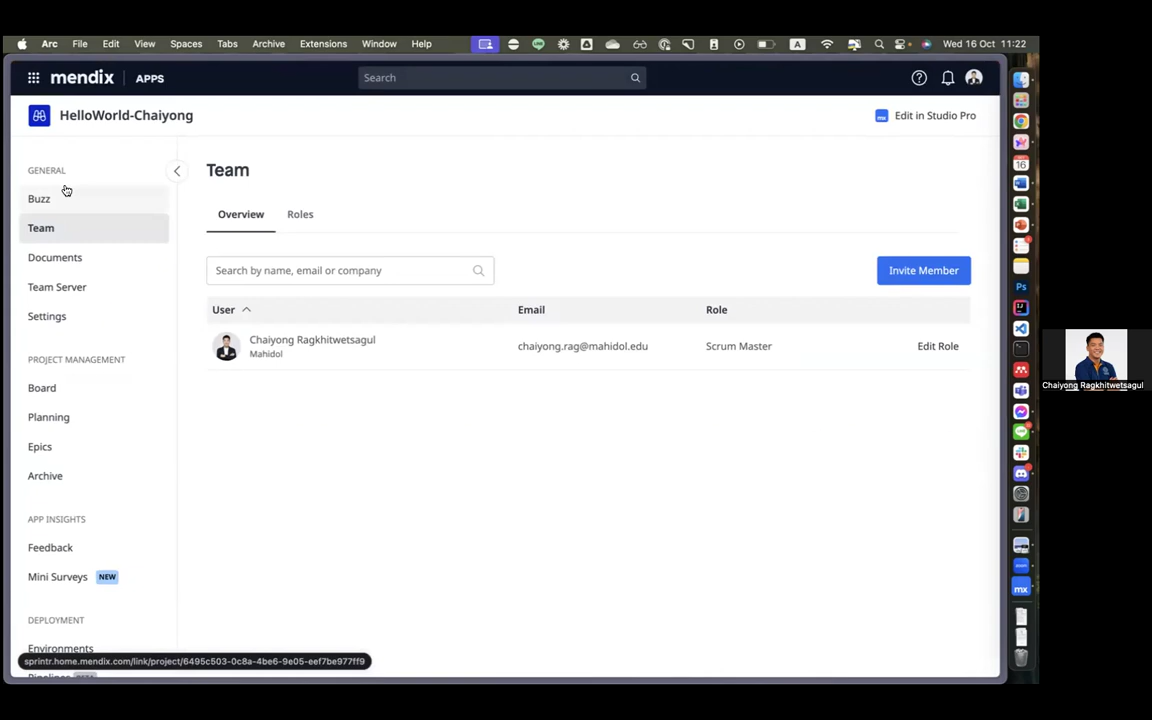 Arc File Edit View Spaces Tabs Archive Extensions Window Help A Wed 16 Oct 11:22
mendix APPS Search
HelloWorld-Chaiyong Edit in Studio Pro
GENERAL
Buzz
Team
Documents
Team Server
Settings
PROJECT MANAGEMENT
Board
Planning
Epics
Archive
APP INSIGHTS
Feedback
Mini Surveys NEW
DEPLOYMENT
Environments
sprintr.home.mendix.com/link/project/6495c503-0c8a-4be6-9e05-eef7be977ff9
Team
Overview Roles
Search by name, email or company Invite Member
User Email Role
Chaiyong Ragkhitwetsagul chaiyong.rag@mahidol.edu Scrum Master Edit Role
Mahidol
16
Ps
mx
Chaiyong Ragkhitwetsagul